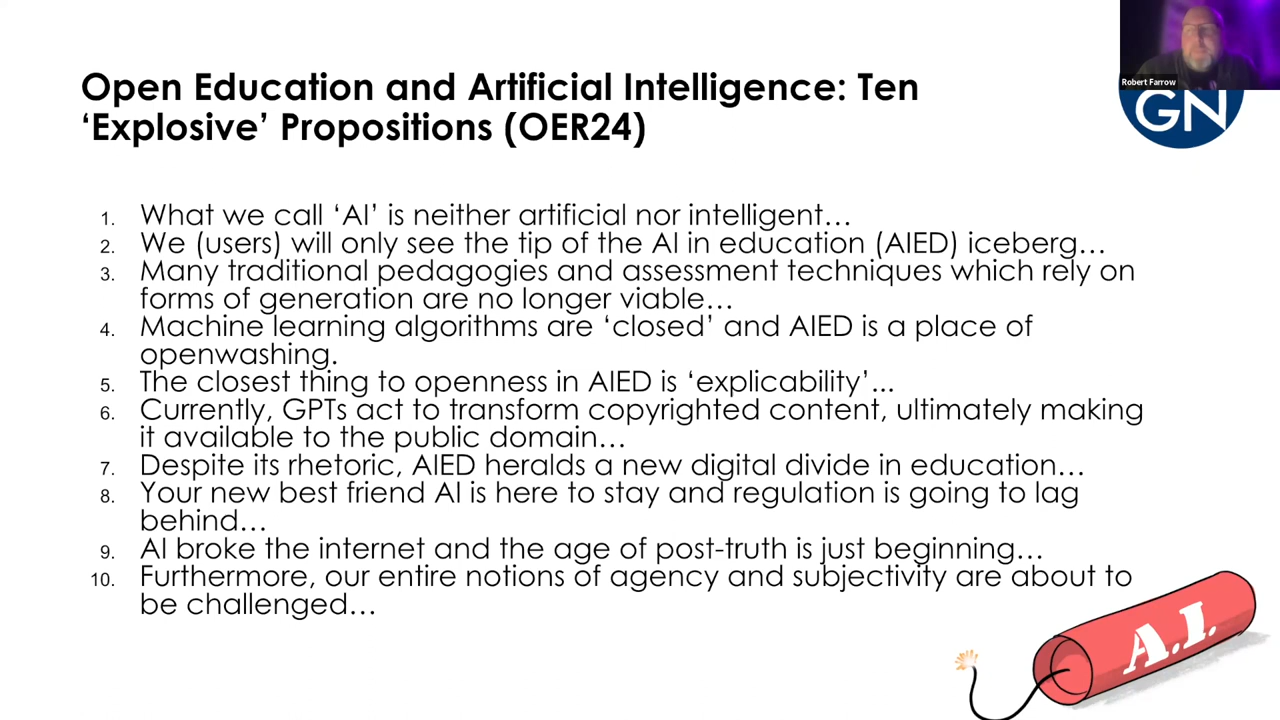 Open Education and Artificial Intelligence: Ten
‘Explosive’ Propositions (OER24)
Robert Farrow
GN
1. What we call ‘AI’ is neither artificial nor intelligent…
2. We (users) will only see the tip of the AI in education (AIED) iceberg…
3. Many traditional pedagogies and assessment techniques which rely on
forms of generation are no longer viable…
4. Machine learning algorithms are ‘closed’ and AIED is a place of
openwashing.
5. The closest thing to openness in AIED is ‘explicability’...
6. Currently, GPTs act to transform copyrighted content, ultimately making
it available to the public domain…
7. Despite its rhetoric, AIED heralds a new digital divide in education…
8. Your new best friend AI is here to stay and regulation is going to lag
behind…
9. AI broke the internet and the age of post-truth is just beginning…
10. Furthermore, our entire notions of agency and subjectivity are about to
be challenged…
A.I.